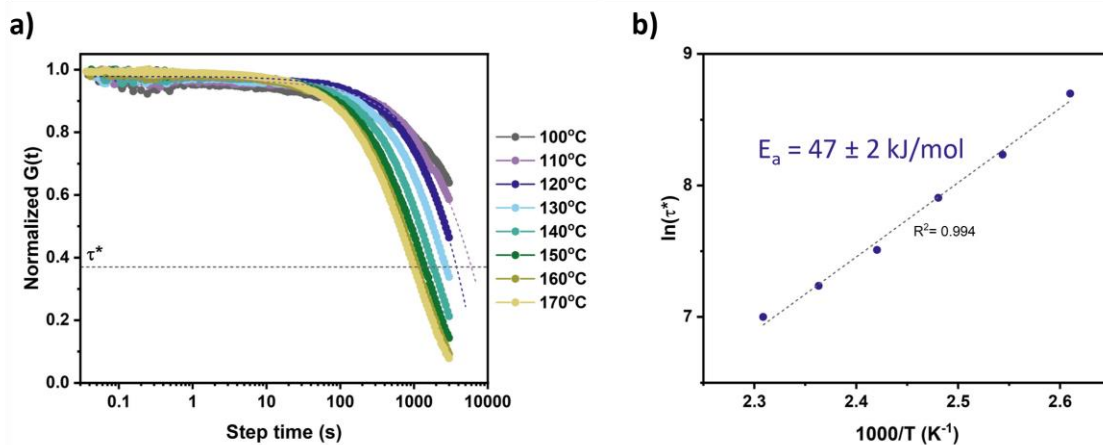 a)
Normalized G(t)
1.0
0.8
0.6
0.4
0.2
0.0
τ*
0.1
1
10
100
1000
10000
Step time (s)
100°C
110°C
120°C
130°C
140°C
150°C
160°C
170°C
b)
ln(τ*)
9
8
7
Eₐ = 47 ± 2 kJ/mol
R²= 0.994
2.3
2.4
2.5
2.6
1000/T (K⁻¹)